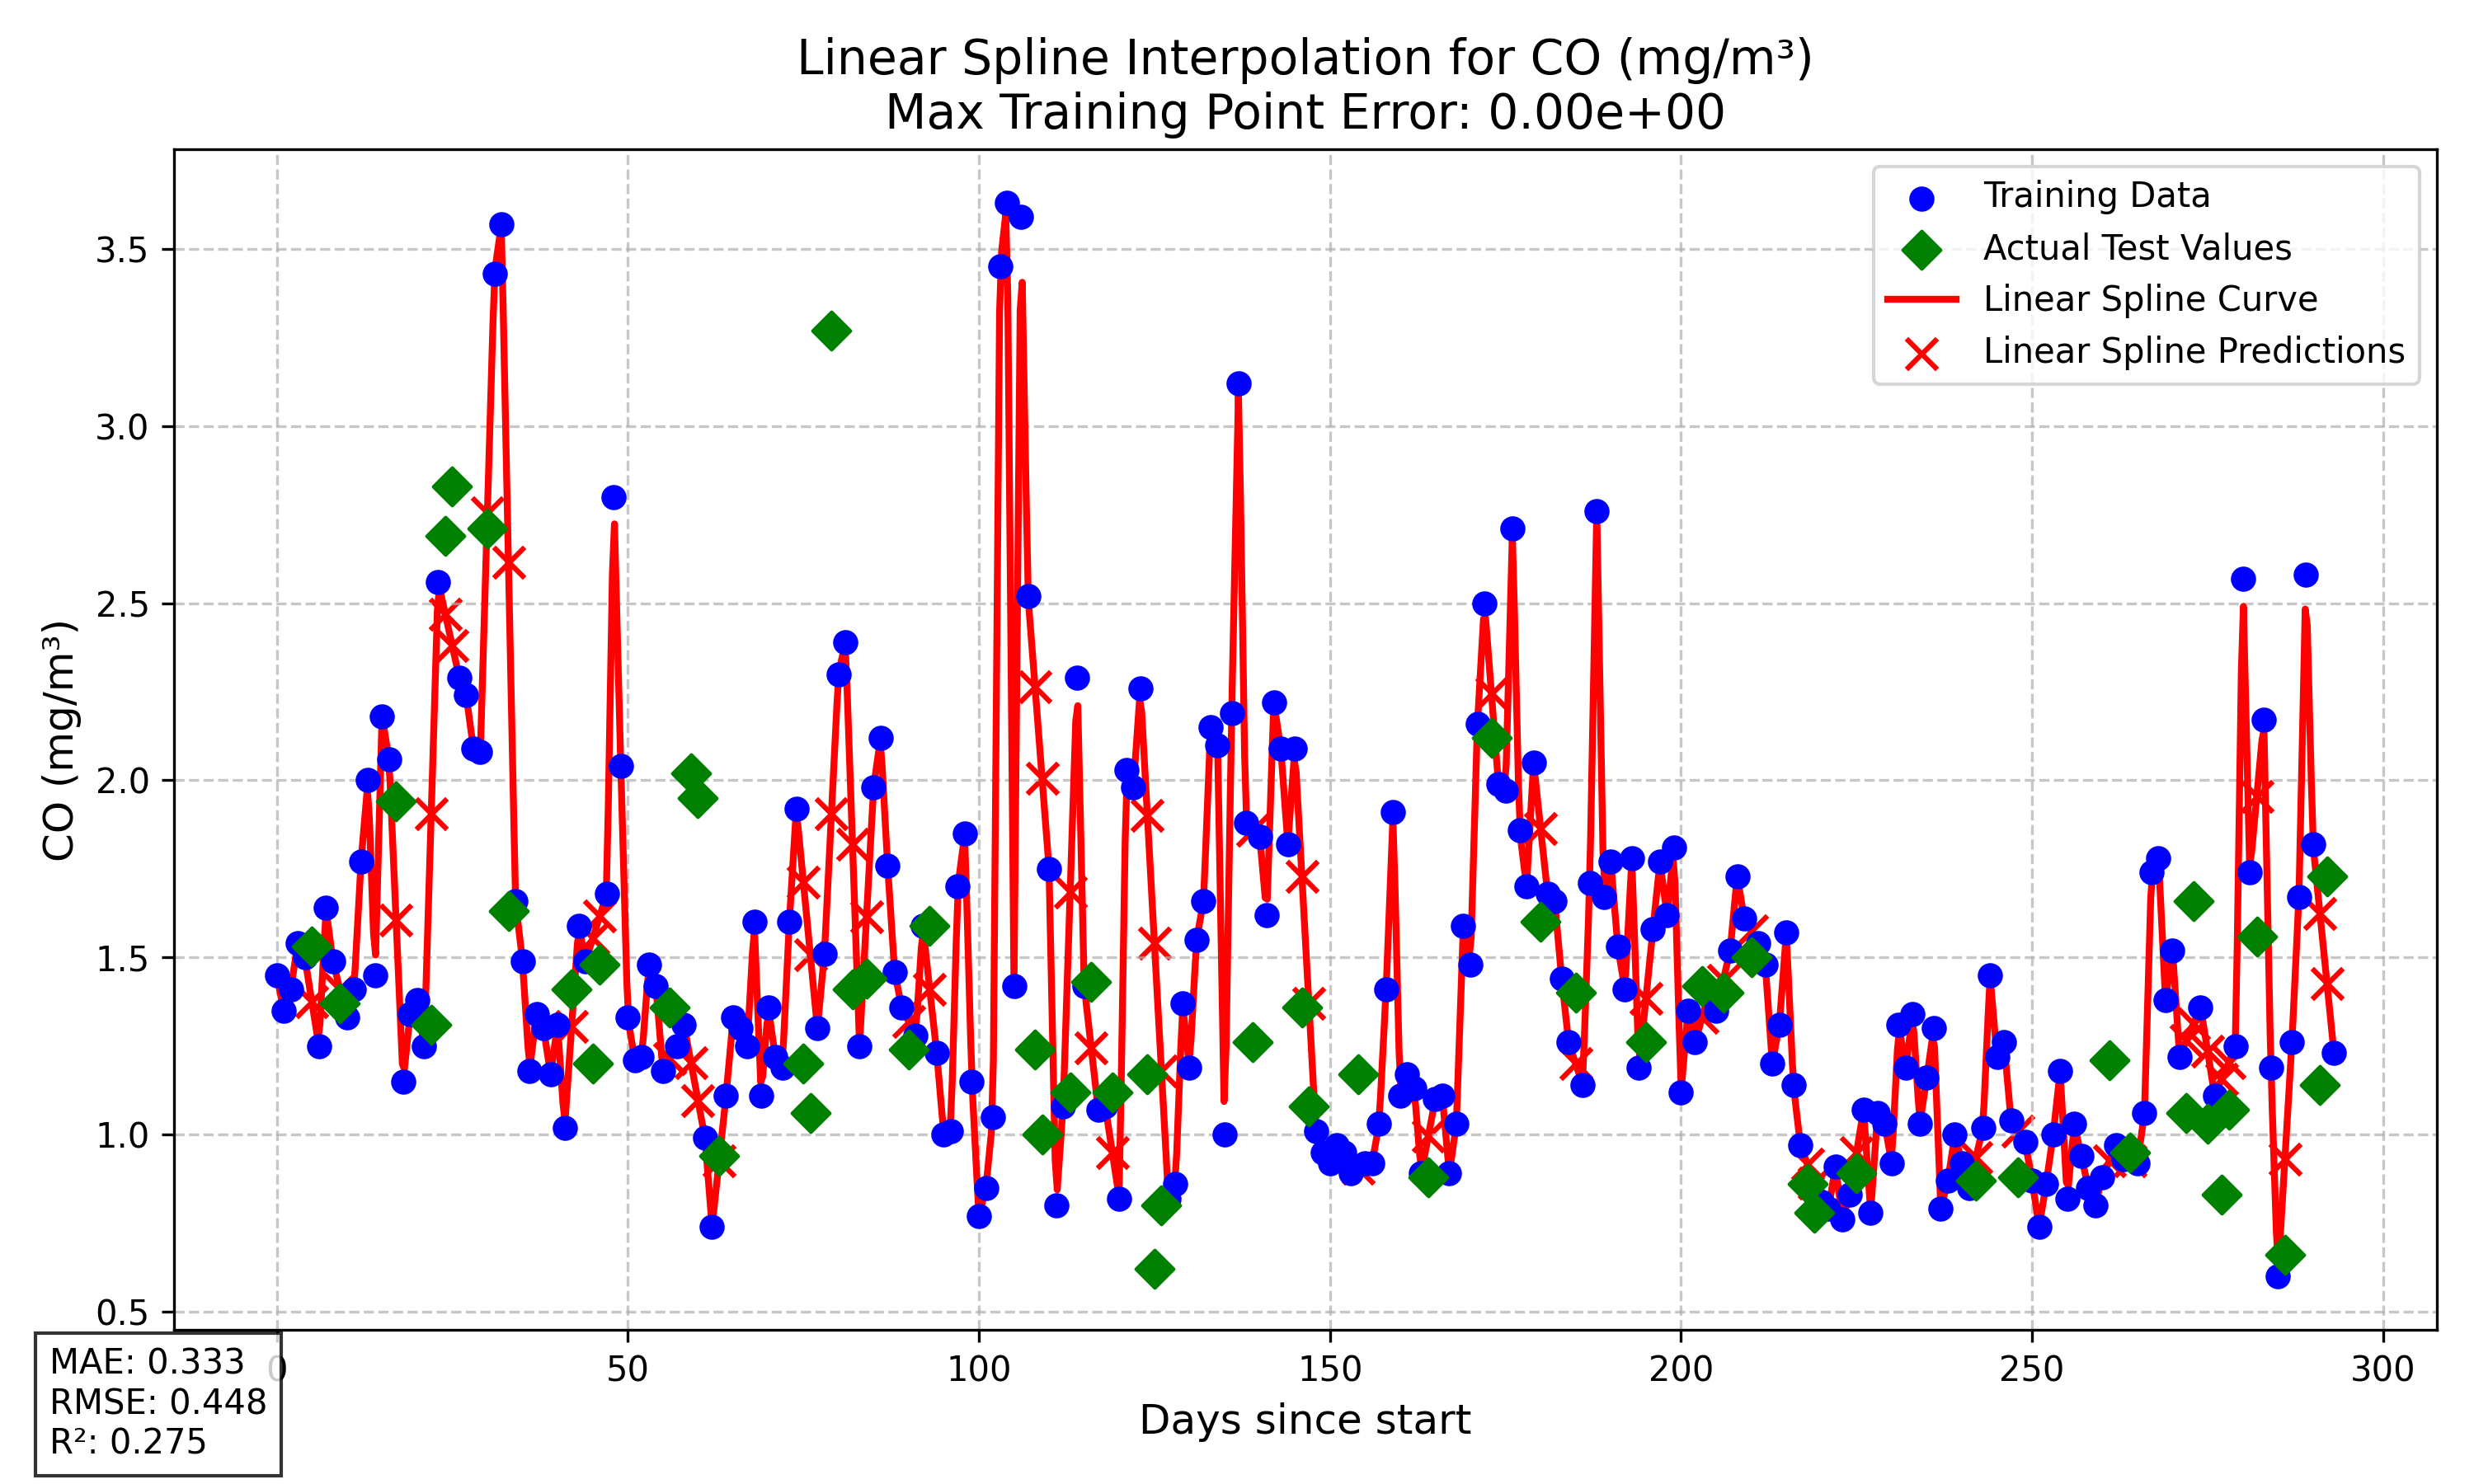 Linear Spline Interpolation for CO (mg/m³)
Max Training Point Error: 0.00e+00
Training Data
Actual Test Values
Linear Spline Curve
Linear Spline Predictions
CO (mg/m³)
3.5
3.0
2.5
2.0
1.5
1.0
0.5
0
50
100
150
200
250
300
Days since start
MAE: 0.333
RMSE: 0.448
R²: 0.275